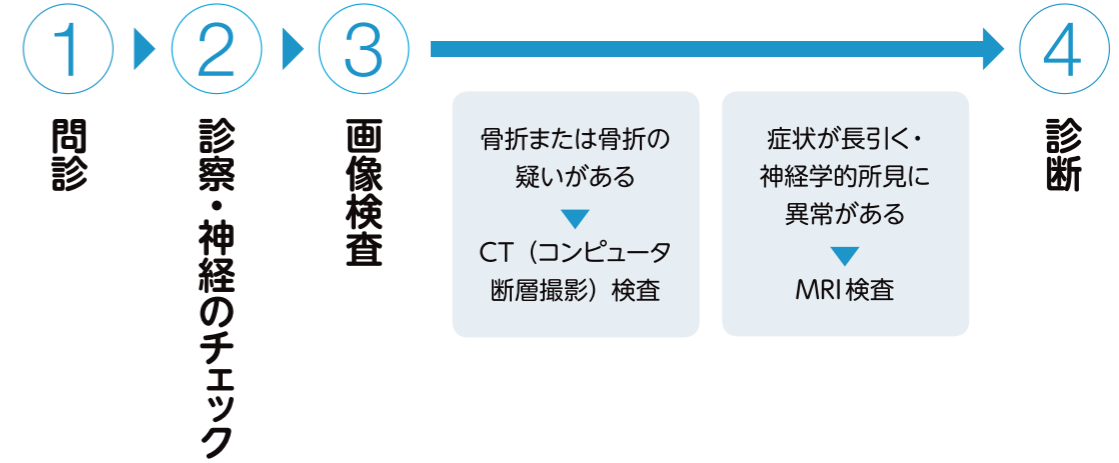 1
問診
2
診察・神経のチェック
3
画像検査
骨折または骨折の
疑いがある
CT（コンピュータ
断層撮影）検査
症状が長引く・
神経学的所見に
異常がある
MRI検査
4
診断